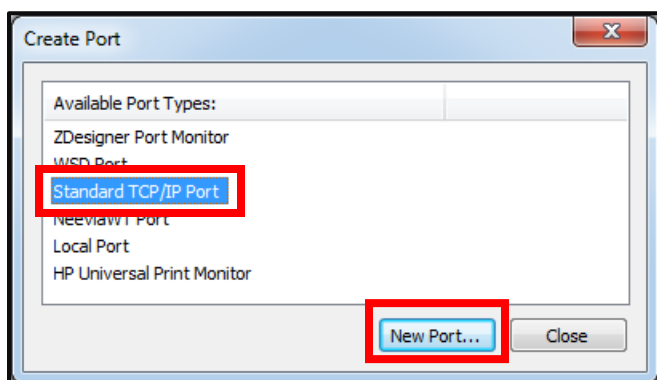 Create Port
Available Port Types:
ZDesigner Port Monitor
WSD Port
Standard TCP/IP Port
NeeviaWT Port
Local Port
HP Universal Print Monitor
New Port... Close